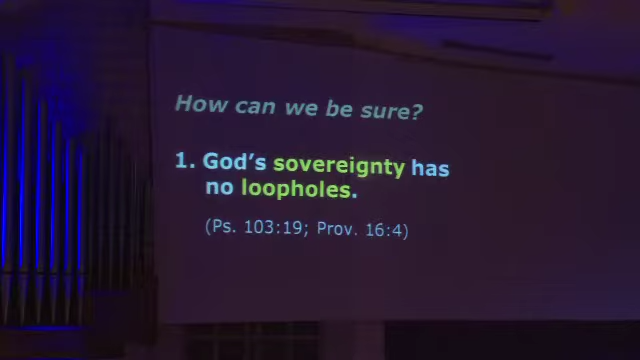 How can we be sure?
1. God's sovereignty has
no loopholes.
(Ps. 103:19; Prov. 16:4)